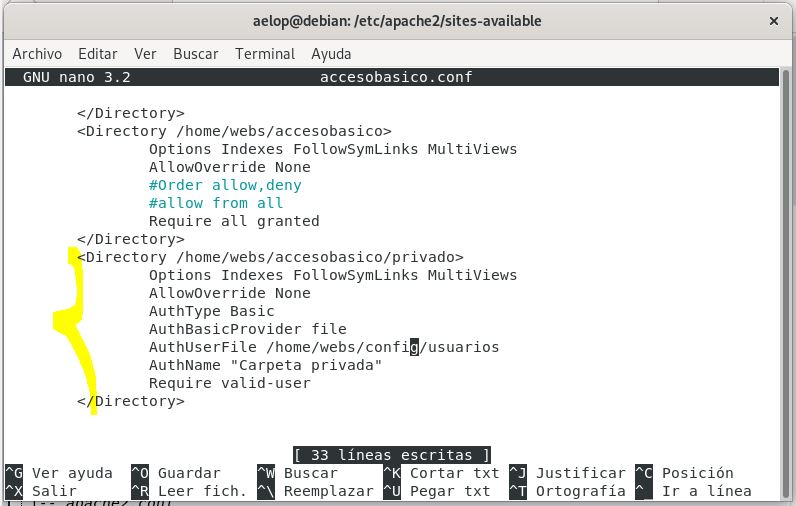 aelop@debian: /etc/apache2/sites-available ×
Archivo Editar Ver Buscar Terminal Ayuda
GNU nano 3.2 accesobasico.conf
</Directory>
<Directory /home/webs/accesobasico>
Options Indexes FollowSymLinks MultiViews
AllowOverride None
#Order allow,deny
#allow from all
Require all granted
</Directory>
<Directory /home/webs/accesobasico/privado>
Options Indexes FollowSymLinks MultiViews
AllowOverride None
AuthType Basic
AuthBasicProvider file
AuthUserFile /home/webs/config/usuarios
AuthName "Carpeta privada"
Require valid-user
</Directory>
[ 33 líneas escritas ]
^G Ver ayuda ^O Guardar ^W Buscar ^K Cortar txt ^J Justificar ^C Posición
^X Salir ^R Leer fich. ^\ Reemplazar ^U Pegar txt ^T Ortografía ^_ Ir a línea
|-- apache2.conf